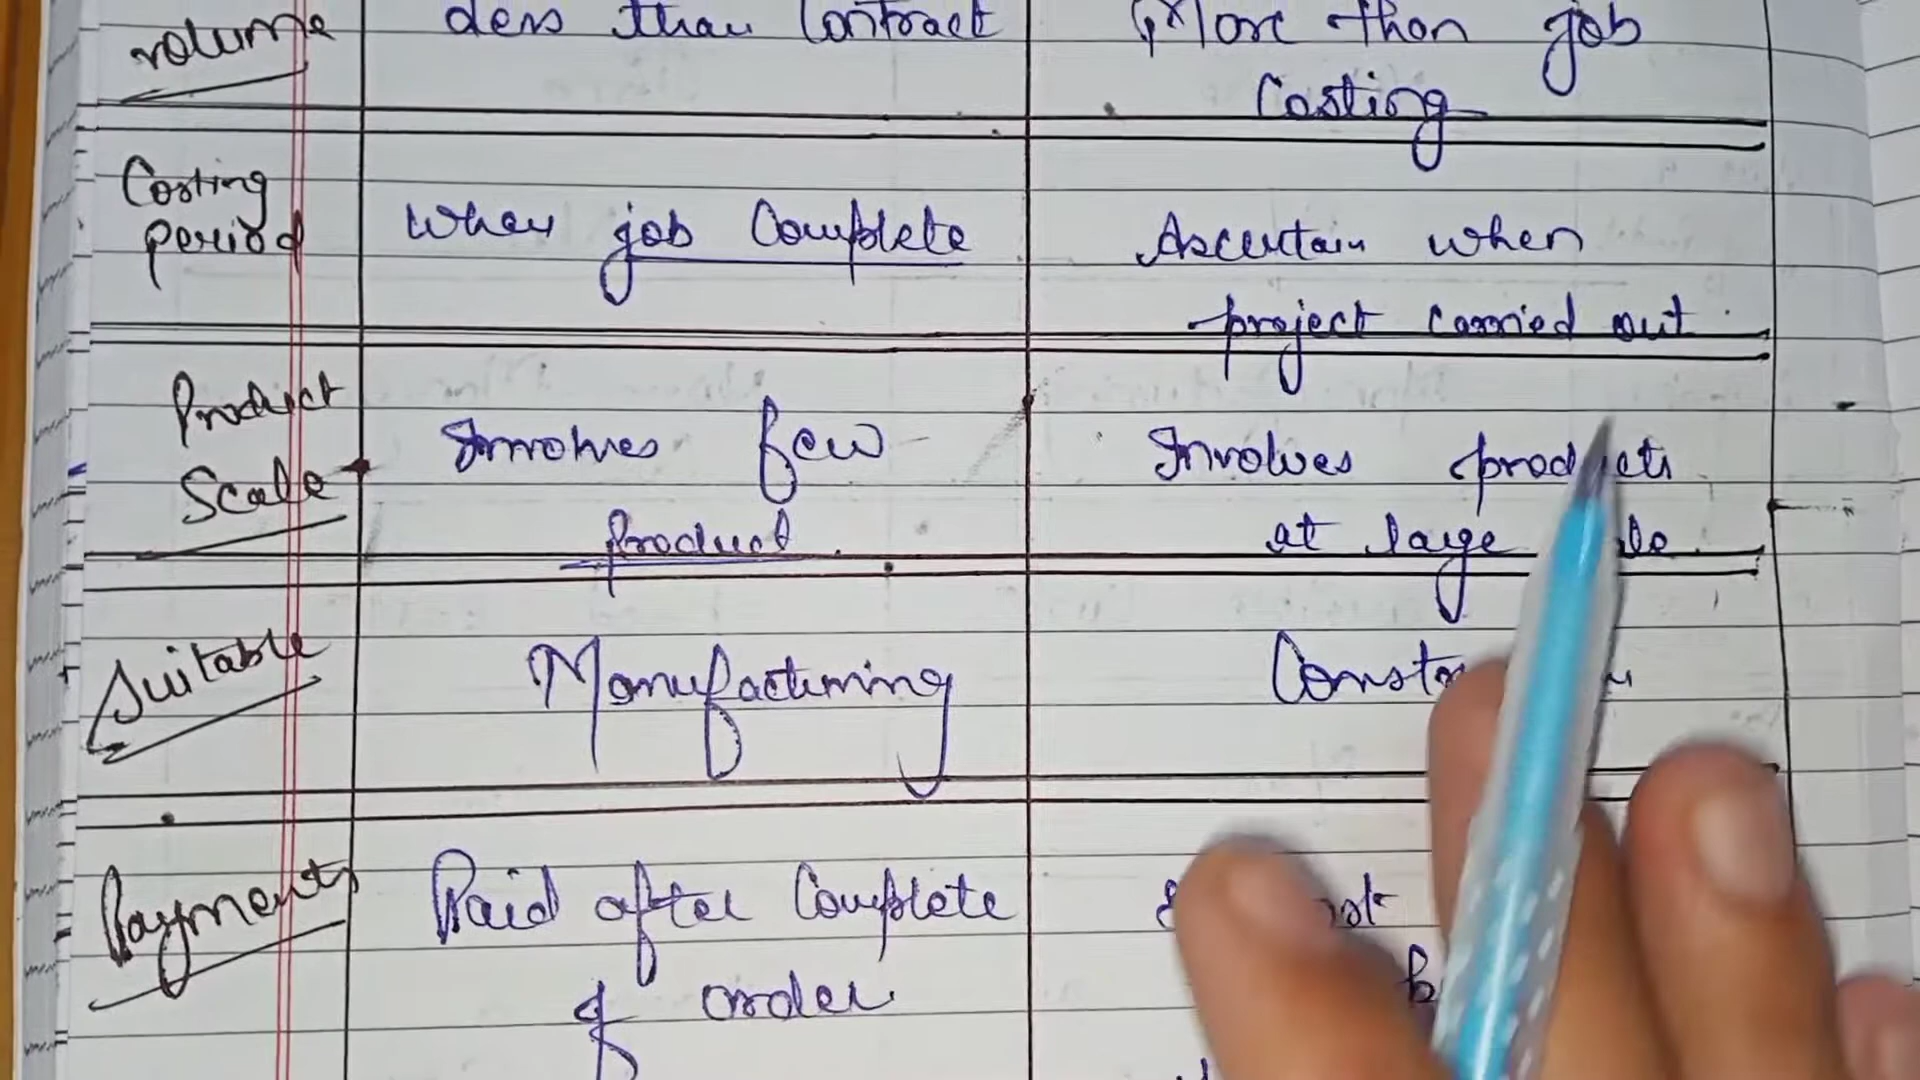 volume
Less than Contract
More than job
Costing
Costing
period
When job Complete
Ascertain when
project carried out
Product
Scale
Involves few
product.
Involves products
at large
Suitable
Manufacturing
Payments
Paid after Complete
of order